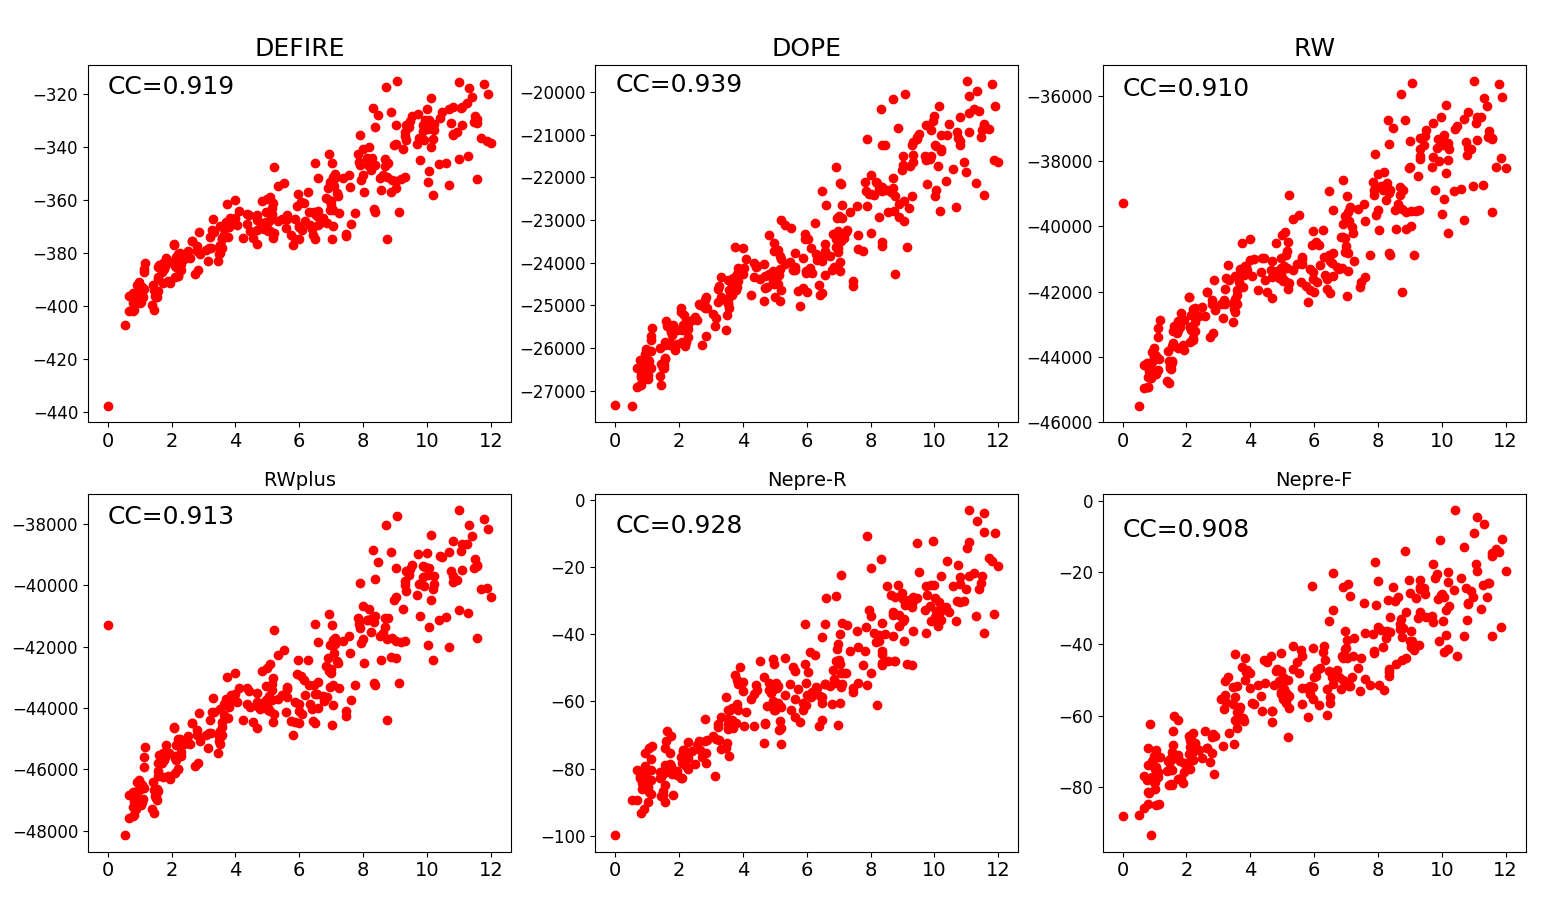 DEFIRE
CC=0.919
−320
−340
−360
−380
−400
−420
−440
0 2 4 6 8 10 12
DOPE
CC=0.939
−20000
−21000
−22000
−23000
−24000
−25000
−26000
−27000
0 2 4 6 8 10 12
RW
CC=0.910
−36000
−38000
−40000
−42000
−44000
−46000
0 2 4 6 8 10 12
RWplus
CC=0.913
−38000
−40000
−42000
−44000
−46000
−48000
0 2 4 6 8 10 12
Nepre-R
CC=0.928
0
−20
−40
−60
−80
−100
0 2 4 6 8 10 12
Nepre-F
CC=0.908
0
−20
−40
−60
−80
0 2 4 6 8 10 12